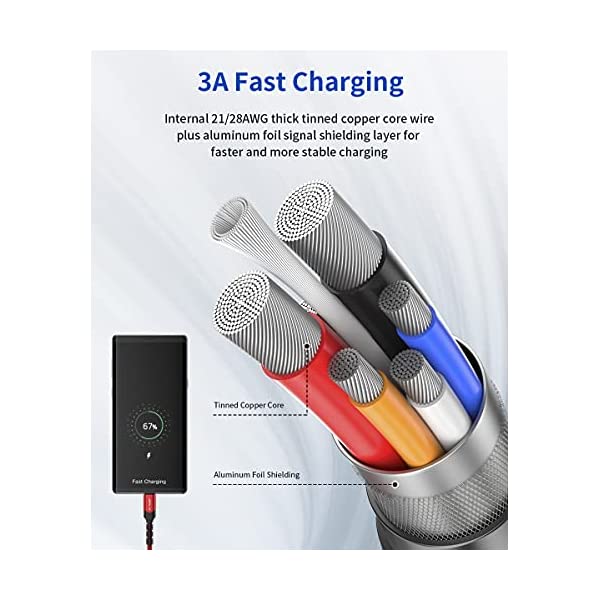 3A Fast Charging
Internal 21/28AWG thick tinned copper core wire
plus aluminum foil signal shielding layer for
faster and more stable charging
67%
Fast Charging
Tinned Copper Core
Aluminum Foil Shielding